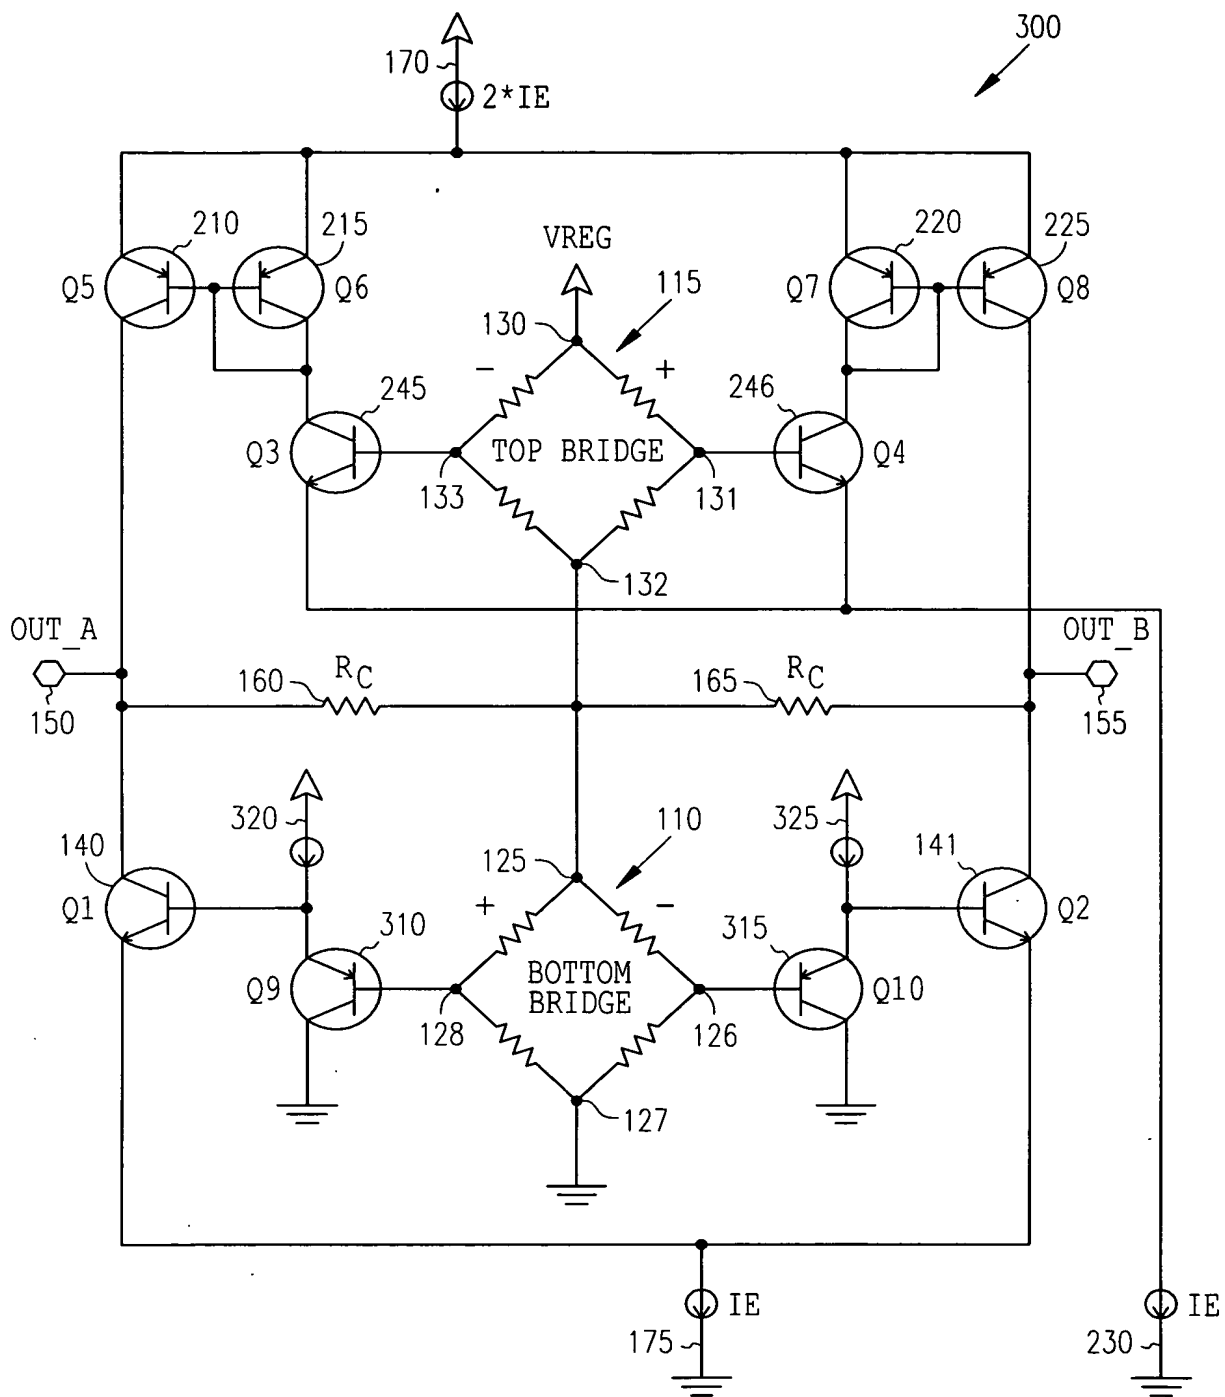 300
170
2*IE
210
215
220
225
VREG
Q5
Q6
Q7
Q8
115
130
- +
245
246
Q3
TOP BRIDGE
Q4
133
131
132
OUT_A
OUT_B
160
RC
165
RC
150
155
320
325
110
140
141
125
Q1
+ -
Q2
310
315
Q9
BOTTOM
BRIDGE
Q10
128
126
127
IE
IE
175
230